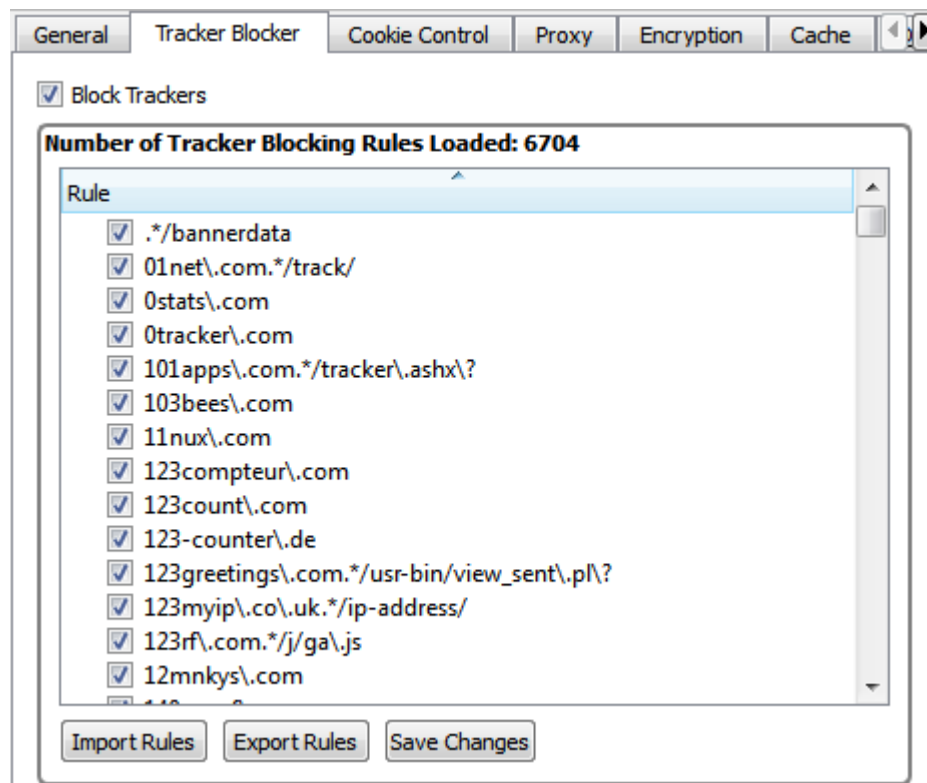 General Tracker Blocker Cookie Control Proxy Encryption Cache
Block Trackers
Number of Tracker Blocking Rules Loaded: 6704
Rule
.*/bannerdata
01net\.com.*/track/
0stats\.com
0tracker\.com
101apps\.com.*/tracker\.ashx\?
103bees\.com
11nux\.com
123compteur\.com
123count\.com
123-counter\.de
123greetings\.com.*/usr-bin/view_sent\.pl\?
123myip\.co\.uk.*/ip-address/
123rf\.com.*/j/ga\.js
12mnkys\.com
Import Rules Export Rules Save Changes